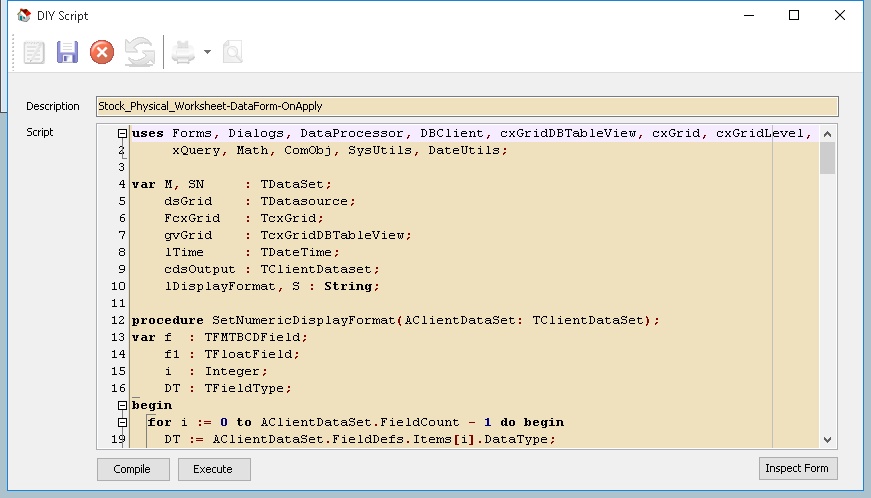 DIY Script
Description
Stock_Physical_Worksheet-DataForm-OnApply
Script
uses Forms, Dialogs, DataProcessor, DBClient, cxGridDBTableView, cxGrid, cxGridLevel,
2 xQuery, Math, ComObj, SysUtils, DateUtils;
3
4 var M, SN : TDataSet;
5 dsGrid : TDatasource;
6 FcxGrid : TcxGrid;
7 gvGrid : TcxGridDBTableView;
8 lTime : TDateTime;
9 cdsOutput : TClientDataset;
10 lDisplayFormat, S : String;
11
12 procedure SetNumericDisplayFormat(AClientDataSet: TClientDataSet);
13 var f : TFMTBCDField;
14 f1 : TFloatField;
15 i : Integer;
16 DT : TFieldType;
begin
for i := 0 to AClientDataSet.FieldCount - 1 do begin
19 DT := AClientDataSet.FieldDefs.Items[i].DataType;
Compile
Execute
Inspect Form